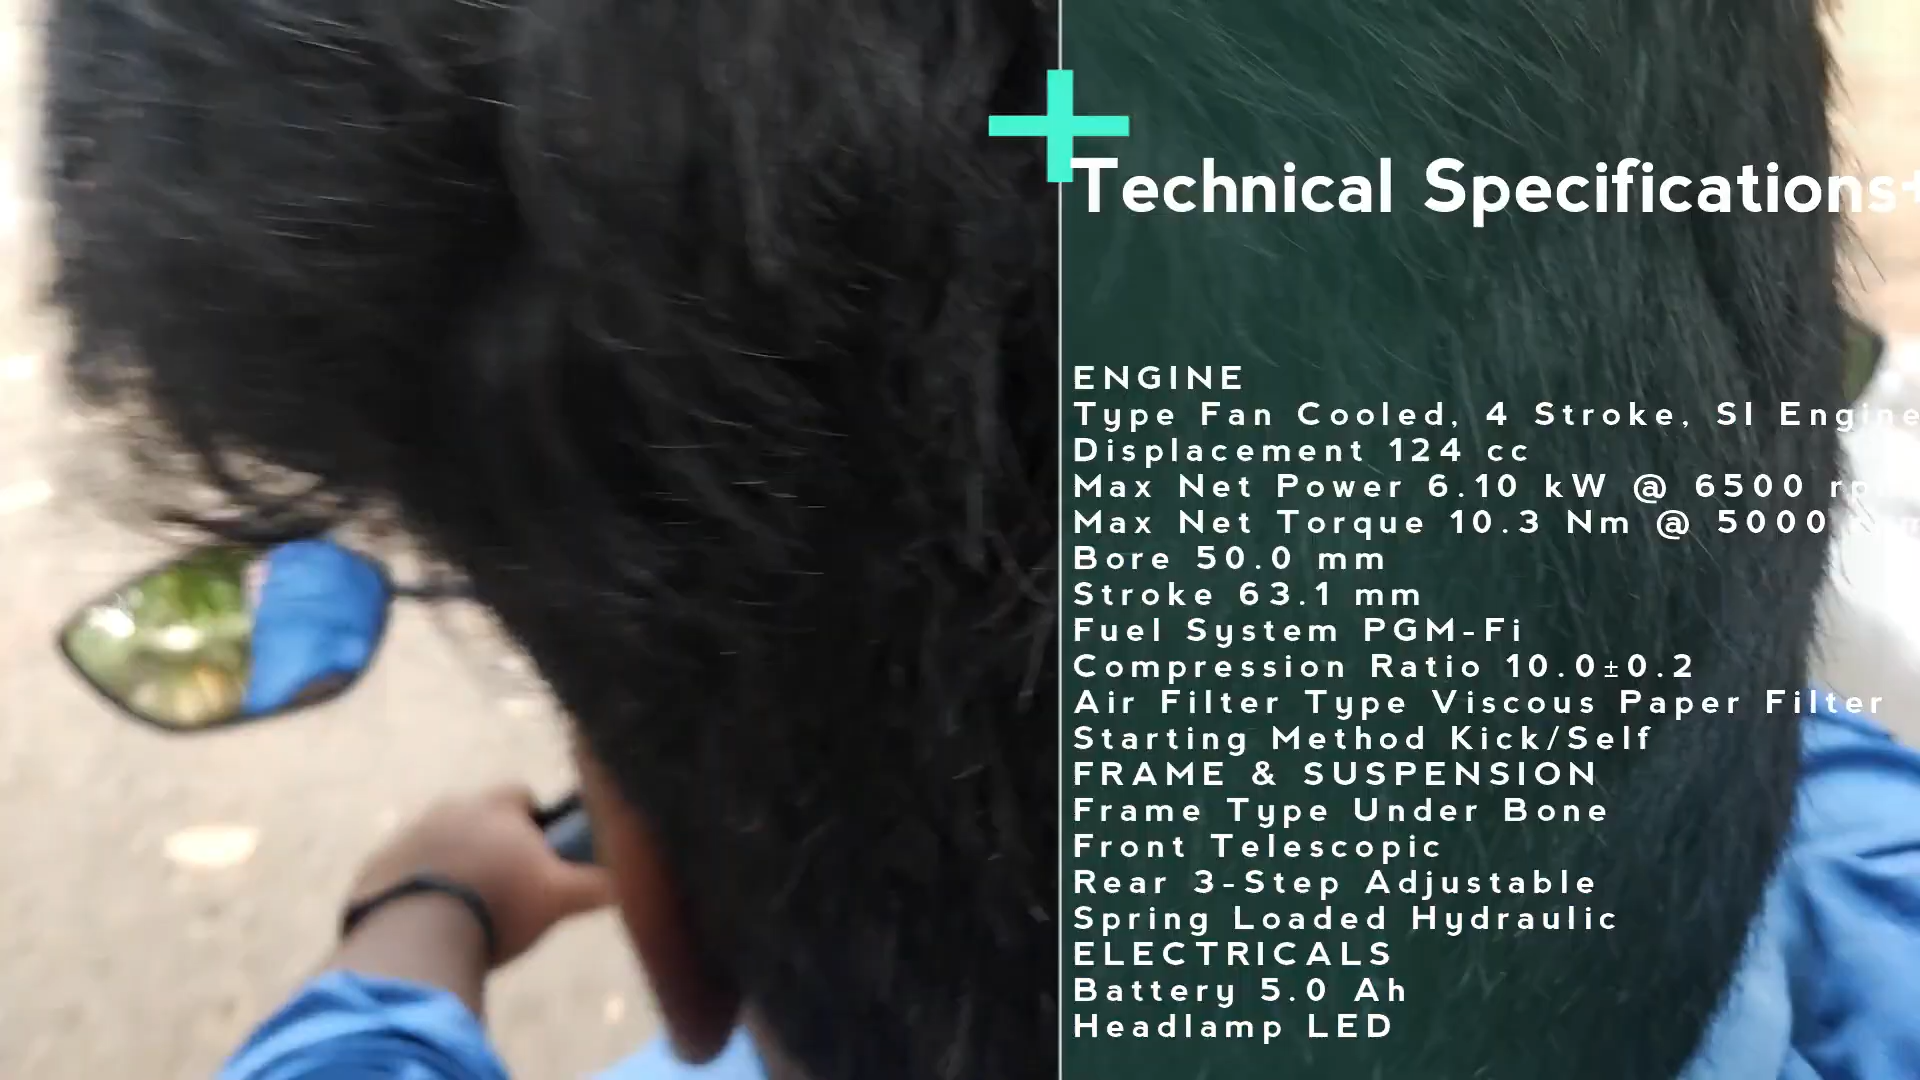 Technical Specifications
ENGINE
Type Fan Cooled, 4 Stroke, SI Engine
Displacement 124 cc
Max Net Power 6.10 kW @ 6500 rpm
Max Net Torque 10.3 Nm @ 5000 rpm
Bore 50.0 mm
Stroke 63.1 mm
Fuel System PGM-Fi
Compression Ratio 10.0±0.2
Air Filter Type Viscous Paper Filter
Starting Method Kick/Self
FRAME & SUSPENSION
Frame Type Under Bone
Front Telescopic
Rear 3-Step Adjustable
Spring Loaded Hydraulic
ELECTRICALS
Battery 5.0 Ah
Headlamp LED